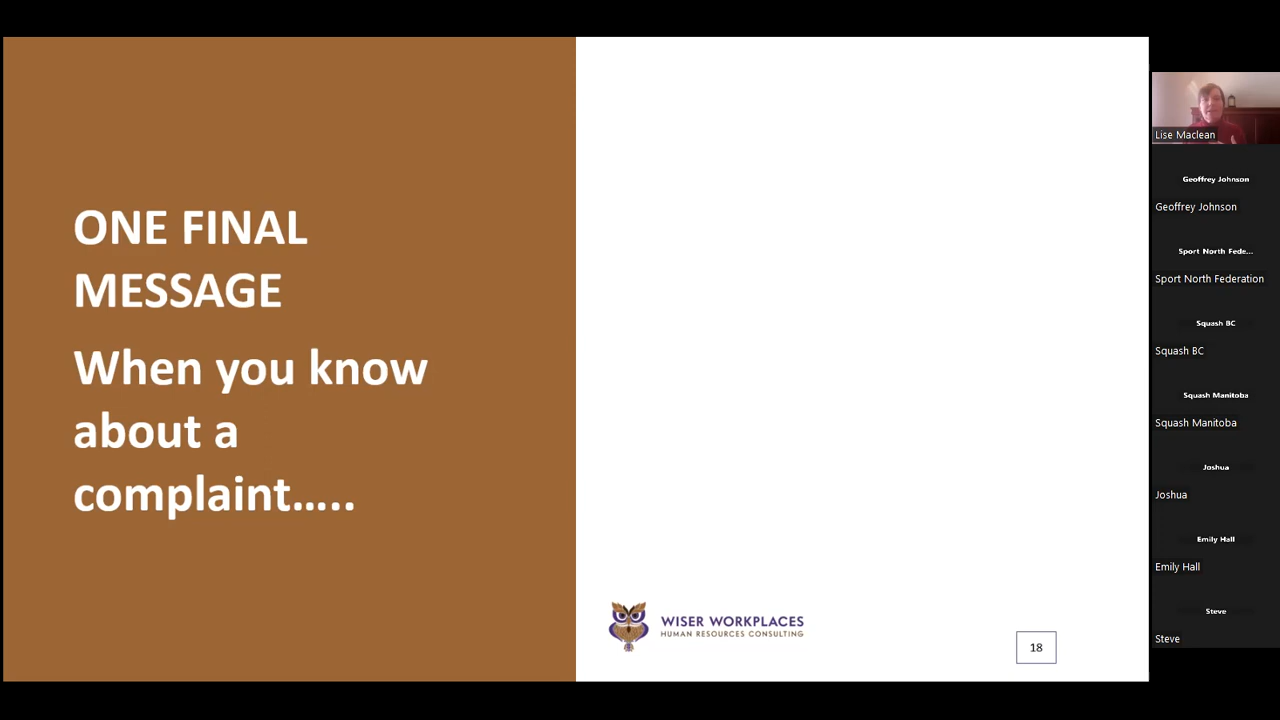 ONE FINAL
MESSAGE
When you know
about a
complaint…..
WISER WORKPLACES
HUMAN RESOURCES CONSULTING
18
Lise Maclean
Geoffrey Johnson
Geoffrey Johnson
Sport North Fede...
Sport North Federation
Squash BC
Squash BC
Squash Manitoba
Squash Manitoba
Joshua
Joshua
Emily Hall
Emily Hall
Steve
Steve